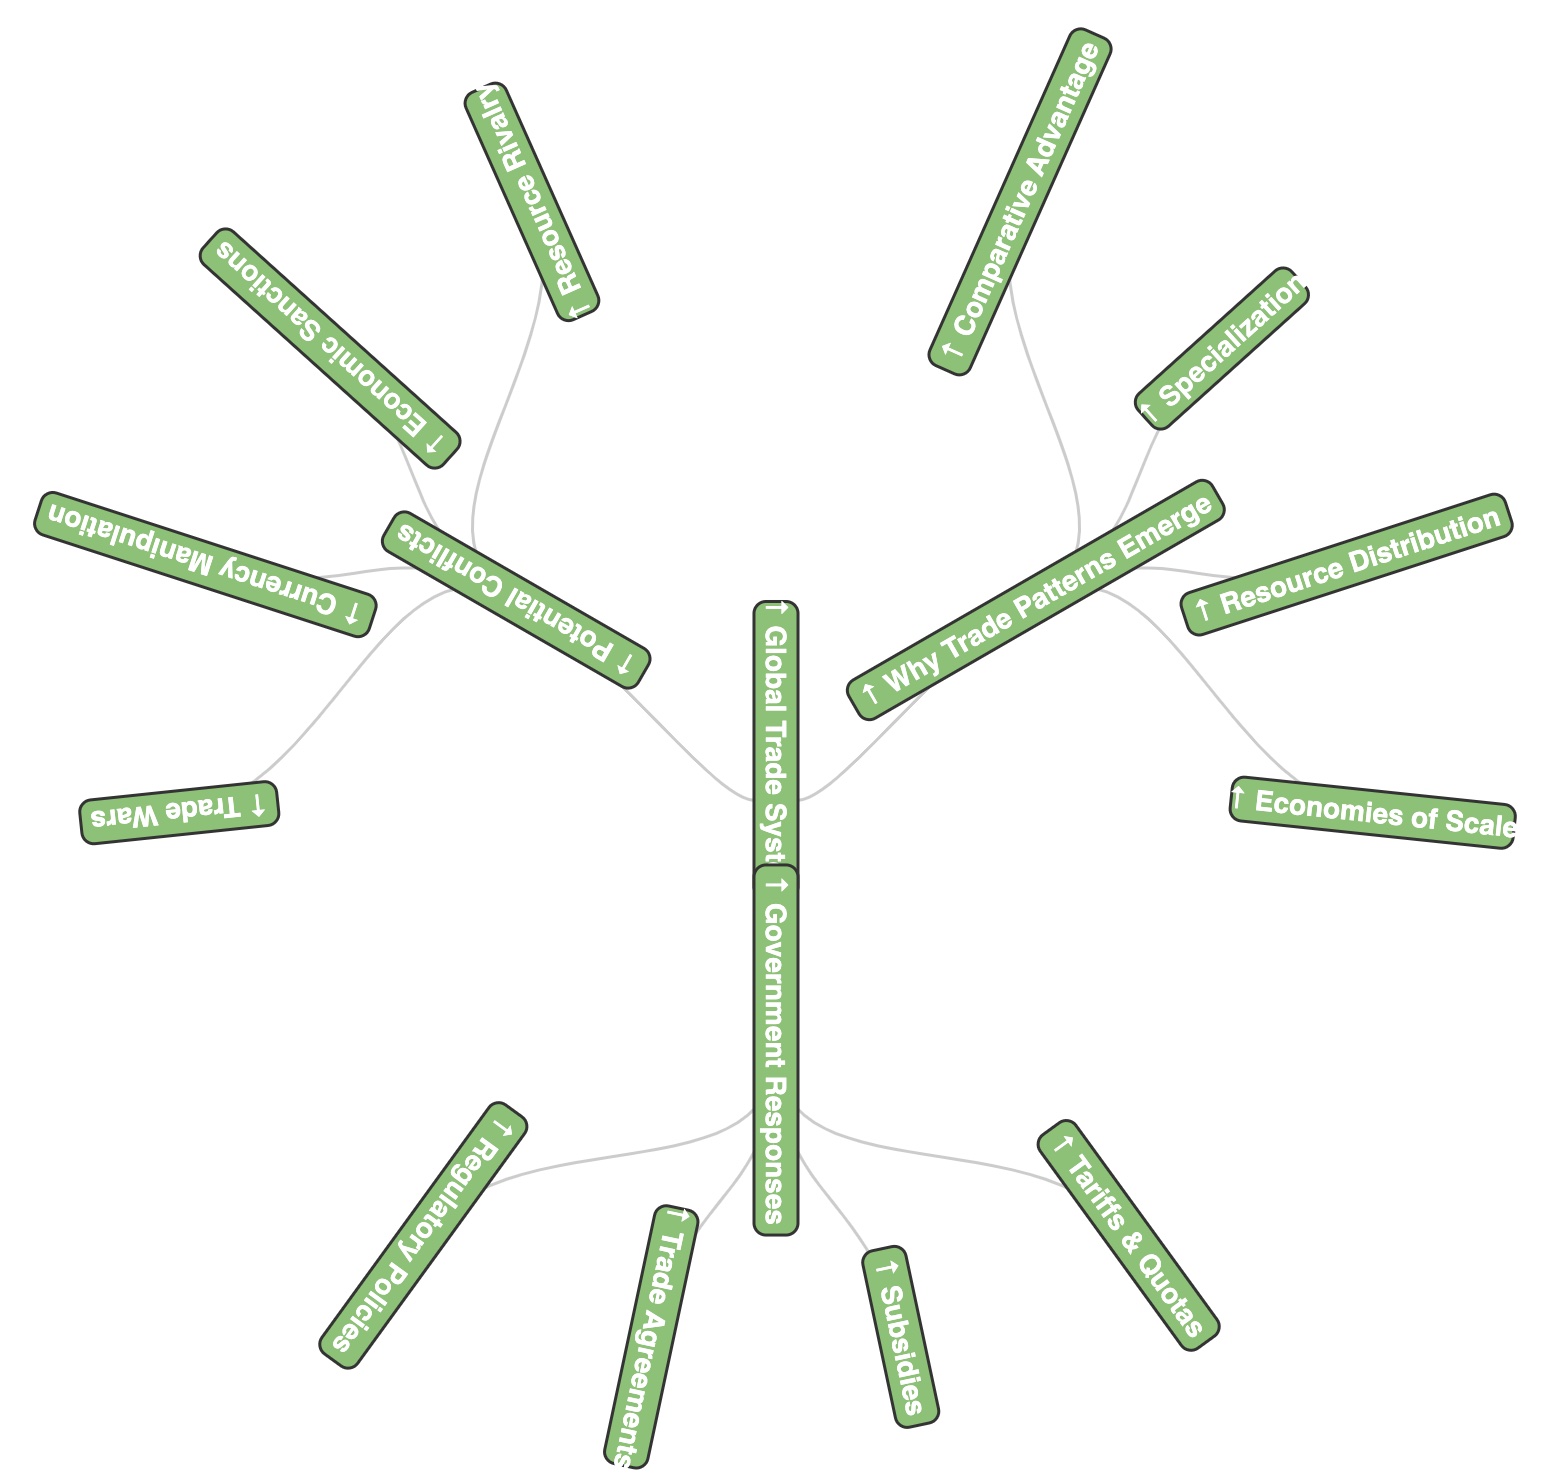 ↑ Global Trade Syst
↑ Why Trade Patterns Emerge
↑ Comparative Advantage
↑ Specialization
↑ Resource Distribution
↑ Economies of Scale
↑ Government Responses
↑ Tariffs & Quotas
↑ Subsidies
↑ Trade Agreements
↑ Regulatory Policies
↑ Potential Conflicts
↑ Trade Wars
↑ Currency Manipulation
↑ Economic Sanctions
↑ Resource Rivalry